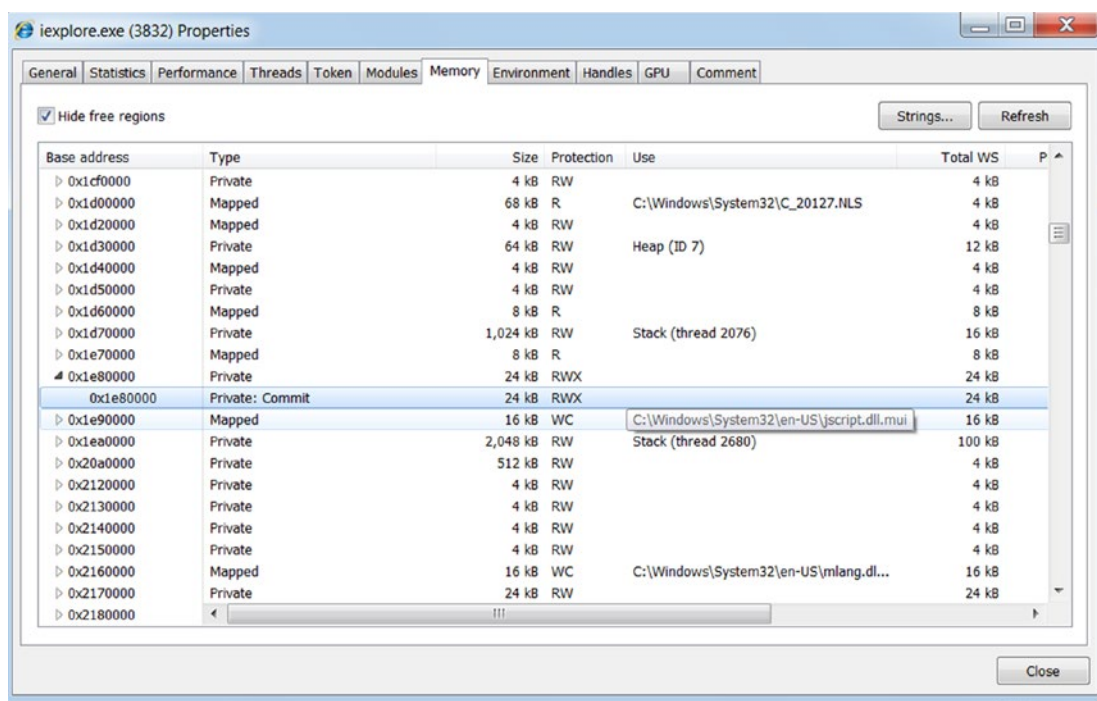 iexplore.exe (3832) Properties
General Statistics Performance Threads Token Modules Memory Environment Handles GPU Comment
Hide free regions Strings... Refresh
Base address Type Size Protection Use Total WS P
0x1cf0000 Private 4 kB RW 4 kB
0x1d00000 Mapped 68 kB R C:\Windows\System32\C_20127.NLS 4 kB
0x1d20000 Mapped 4 kB RW 4 kB
0x1d30000 Private 64 kB RW Heap (ID 7) 12 kB
0x1d40000 Mapped 4 kB RW 4 kB
0x1d50000 Private 4 kB RW 4 kB
0x1d60000 Mapped 8 kB R 8 kB
0x1d70000 Private 1,024 kB RW Stack (thread 2076) 16 kB
0x1e70000 Mapped 8 kB R 8 kB
0x1e80000 Private 24 kB RWX 24 kB
0x1e80000 Private: Commit 24 kB RWX 24 kB
0x1e90000 Mapped 16 kB WC C:\Windows\System32\en-US\jscript.dll.mui 16 kB
0x1ea0000 Private 2,048 kB RW Stack (thread 2680) 100 kB
0x20a0000 Private 512 kB RW 4 kB
0x2120000 Private 4 kB RW 4 kB
0x2130000 Private 4 kB RW 4 kB
0x2140000 Private 4 kB RW 4 kB
0x2150000 Private 4 kB RW 4 kB
0x2160000 Mapped 16 kB WC C:\Windows\System32\en-US\mlang.dl... 16 kB
0x2170000 Private 24 kB RW 24 kB
0x2180000
Close